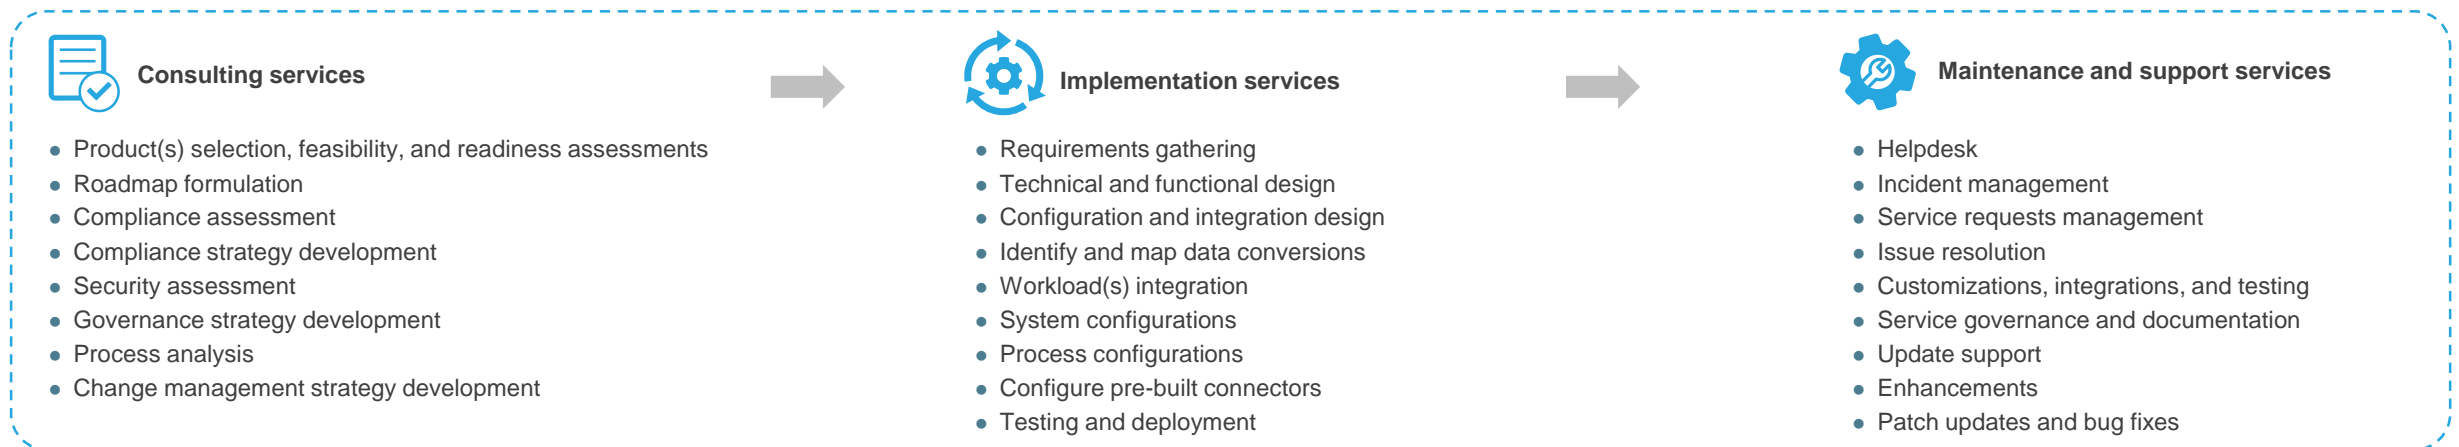 Consulting services
Product(s) selection, feasibility, and readiness assessments
Roadmap formulation
Compliance assessment
Compliance strategy development
Security assessment
Governance strategy development
Process analysis
Change management strategy development
Implementation services
Requirements gathering
Technical and functional design
Configuration and integration design
Identify and map data conversions
Workload(s) integration
System configurations
Process configurations
Configure pre-built connectors
Testing and deployment
Maintenance and support services
Helpdesk
Incident management
Service requests management
Issue resolution
Customizations, integrations, and testing
Service governance and documentation
Update support
Enhancements
Patch updates and bug fixes